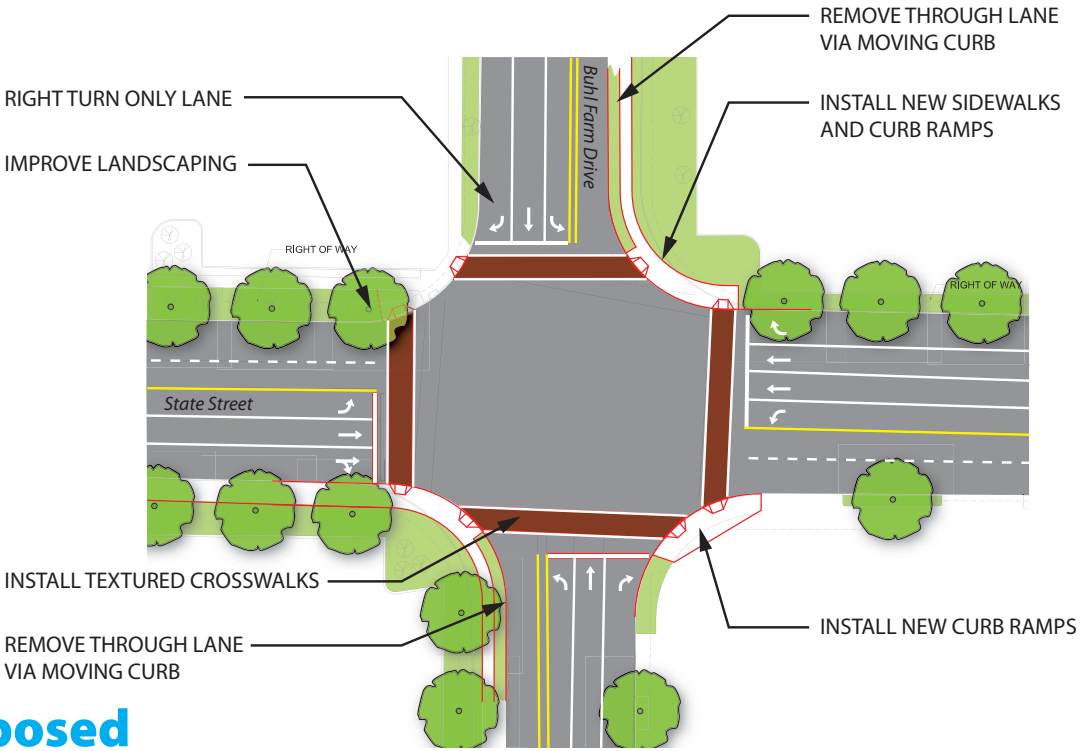 REMOVE THROUGH LANE
VIA MOVING CURB
RIGHT TURN ONLY LANE
INSTALL NEW SIDEWALKS
AND CURB RAMPS
IMPROVE LANDSCAPING
Buhl Farm Drive
RIGHT OF WAY
RIGHT OF WAY
State Street
INSTALL TEXTURED CROSSWALKS
INSTALL NEW CURB RAMPS
REMOVE THROUGH LANE
VIA MOVING CURB
posed